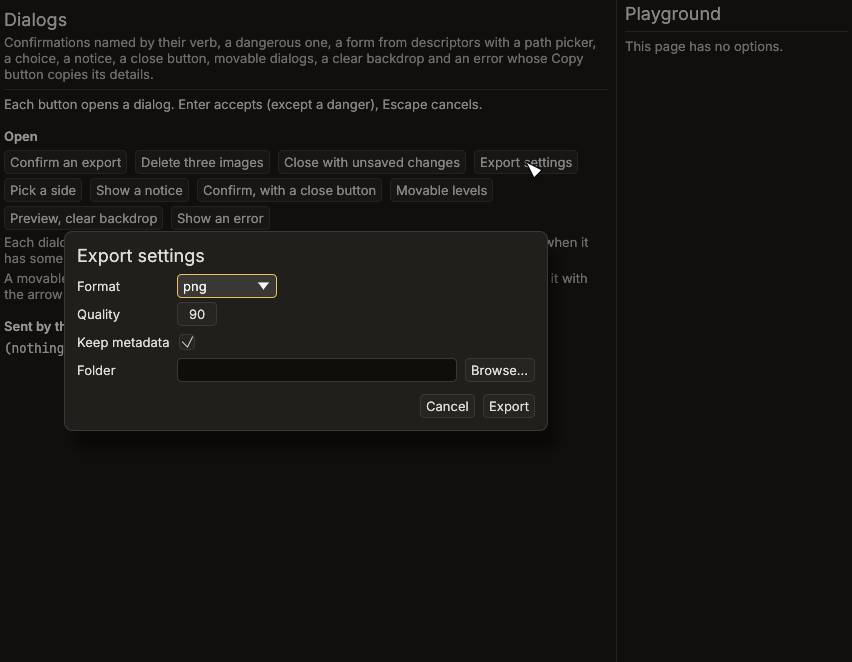 Dialogs
Confirmations named by their verb, a dangerous one, a form from descriptors with a path picker,
a choice, a notice, a close button, movable dialogs, a clear backdrop and an error whose Copy
button copies its details.
Each button opens a dialog. Enter accepts (except a danger), Escape cancels.
Open
Confirm an export
Delete three images
Close with unsaved changes
Export settings
Pick a side
Show a notice
Confirm, with a close button
Movable levels
Preview, clear backdrop
Show an error
Each dialo when it
has some
A movable it with
the arrow
Sent by th
(nothing
Export settings
Format png
Quality 90
Keep metadata
Folder Browse...
Cancel Export
Playground
This page has no options.